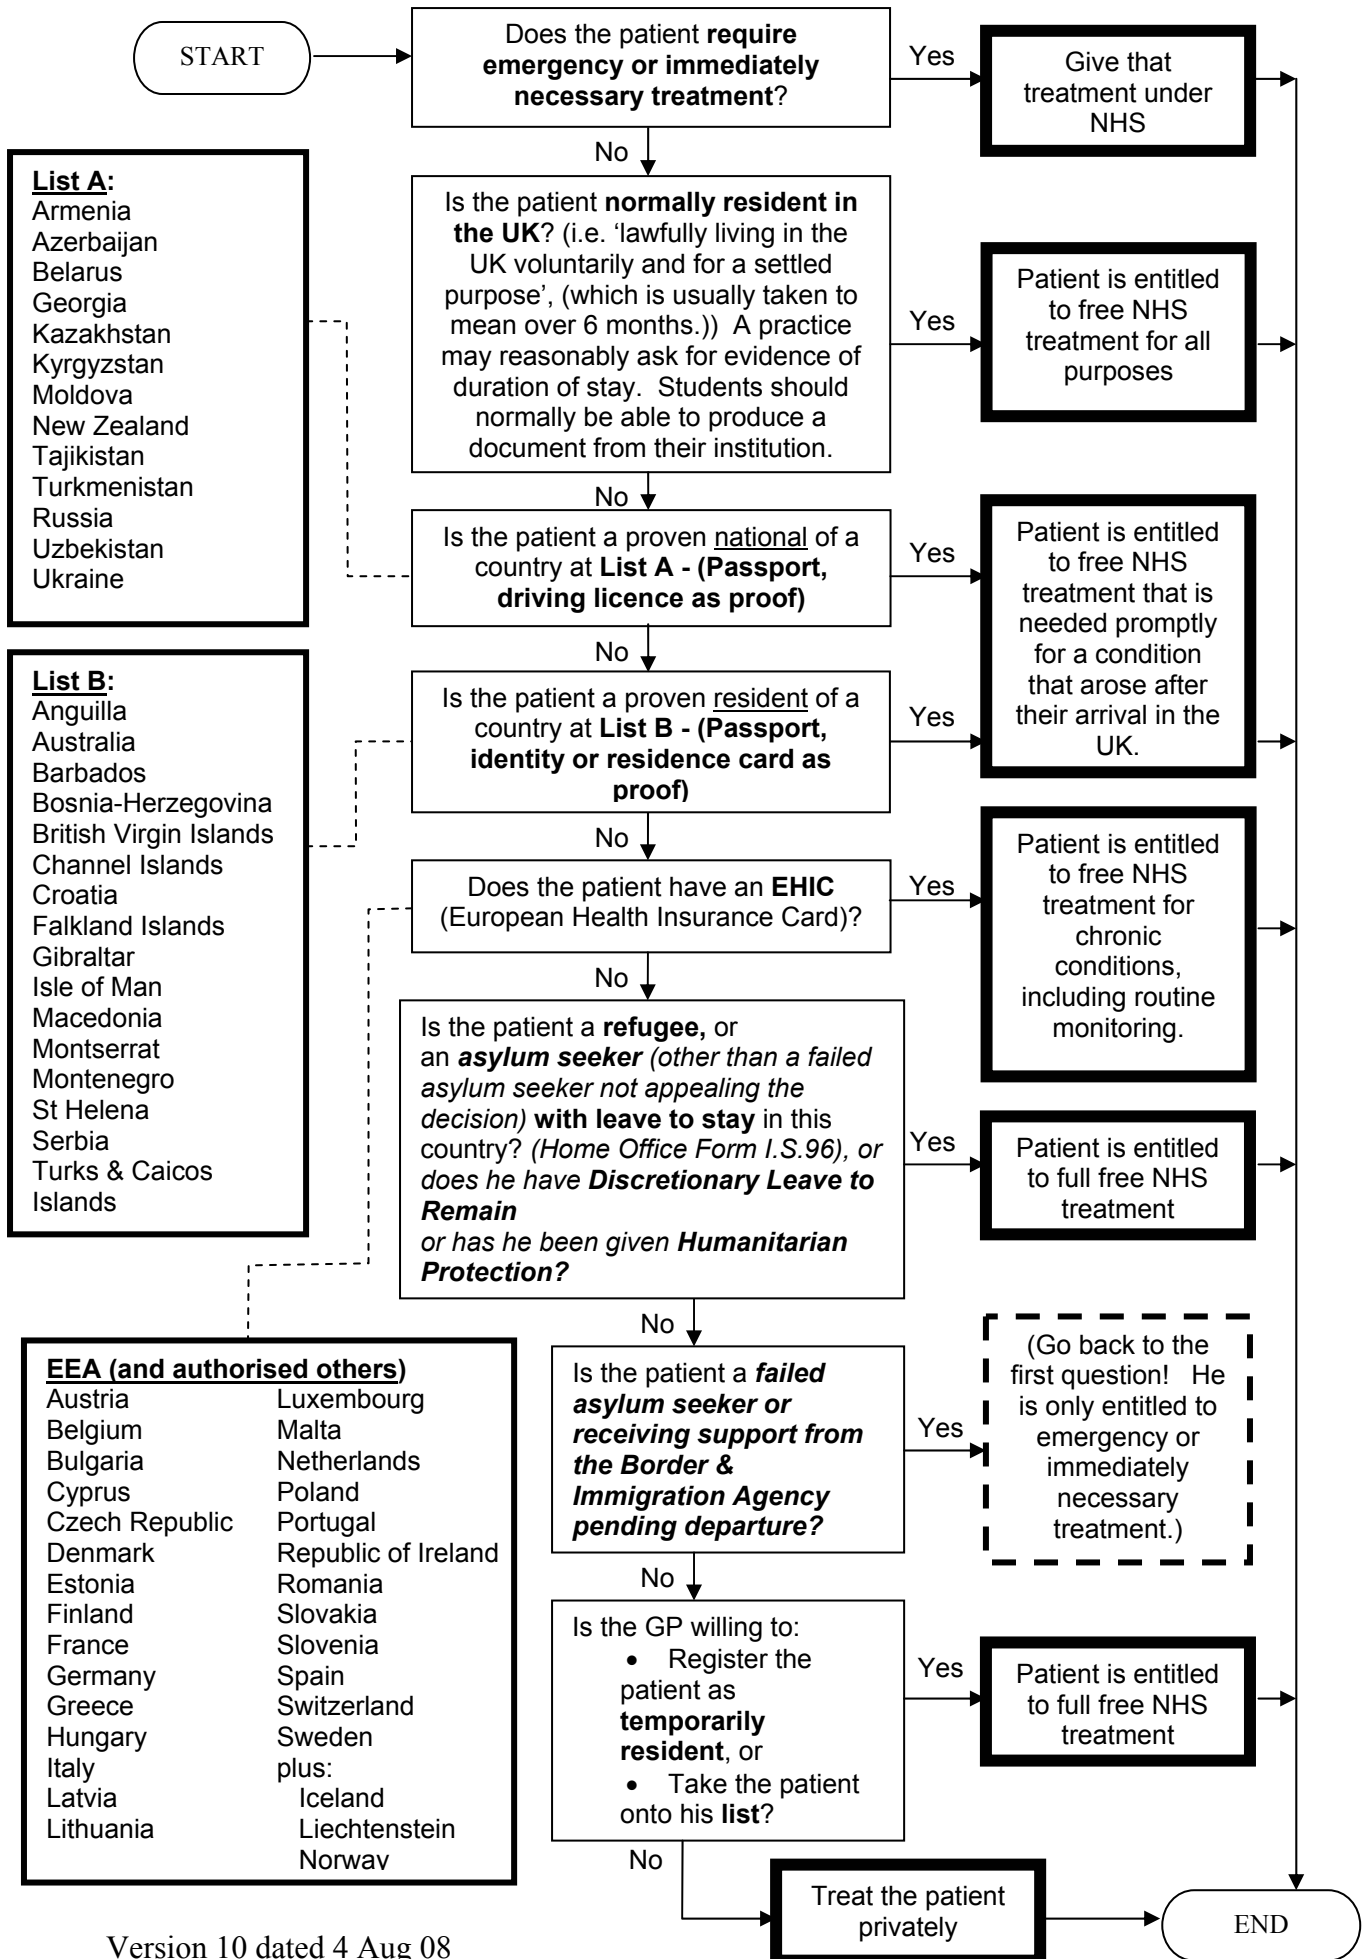 START
Does the patient require
emergency or immediately
necessary treatment?
Yes
Give that
treatment under
NHS
No
List A:
Armenia
Azerbaijan
Belarus
Georgia
Kazakhstan
Kyrgyzstan
Moldova
New Zealand
Tajikistan
Turkmenistan
Russia
Uzbekistan
Ukraine
Is the patient normally resident in
the UK? (i.e. ‘lawfully living in the
UK voluntarily and for a settled
purpose’, (which is usually taken to
mean over 6 months.)) A practice
may reasonably ask for evidence of
duration of stay. Students should
normally be able to produce a
document from their institution.
Yes
Patient is entitled
to free NHS
treatment for all
purposes
No
Is the patient a proven national of a
country at List A - (Passport,
driving licence as proof)
Yes
Patient is entitled
to free NHS
treatment that is
needed promptly
for a condition
that arose after
their arrival in the
UK.
No
List B:
Anguilla
Australia
Barbados
Bosnia-Herzegovina
British Virgin Islands
Channel Islands
Croatia
Falkland Islands
Gibraltar
Isle of Man
Macedonia
Montserrat
Montenegro
St Helena
Serbia
Turks & Caicos
Islands
Is the patient a proven resident of a
country at List B - (Passport,
identity or residence card as
proof)
Yes
No
Does the patient have an EHIC
(European Health Insurance Card)?
Yes
Patient is entitled
to free NHS
treatment for
chronic
conditions,
including routine
monitoring.
No
Is the patient a refugee, or
an asylum seeker (other than a failed
asylum seeker not appealing the
decision) with leave to stay in this
country? (Home Office Form I.S.96), or
does he have Discretionary Leave to
Remain
or has he been given Humanitarian
Protection?
Yes
Patient is entitled
to full free NHS
treatment
No
EEA (and authorised others)
Austria
Belgium
Bulgaria
Cyprus
Czech Republic
Denmark
Estonia
Finland
France
Germany
Greece
Hungary
Italy
Latvia
Lithuania
Luxembourg
Malta
Netherlands
Poland
Portugal
Republic of Ireland
Romania
Slovakia
Slovenia
Spain
Switzerland
Sweden
plus:
Iceland
Liechtenstein
Norway
Is the patient a failed
asylum seeker or
receiving support from
the Border &
Immigration Agency
pending departure?
Yes
(Go back to the
first question! He
is only entitled to
emergency or
immediately
necessary
treatment.)
No
Is the GP willing to:
• Register the
patient as
temporarily
resident, or
• Take the patient
onto his list?
Yes
Patient is entitled
to full free NHS
treatment
No
Treat the patient
privately
END
Version 10 dated 4 Aug 08